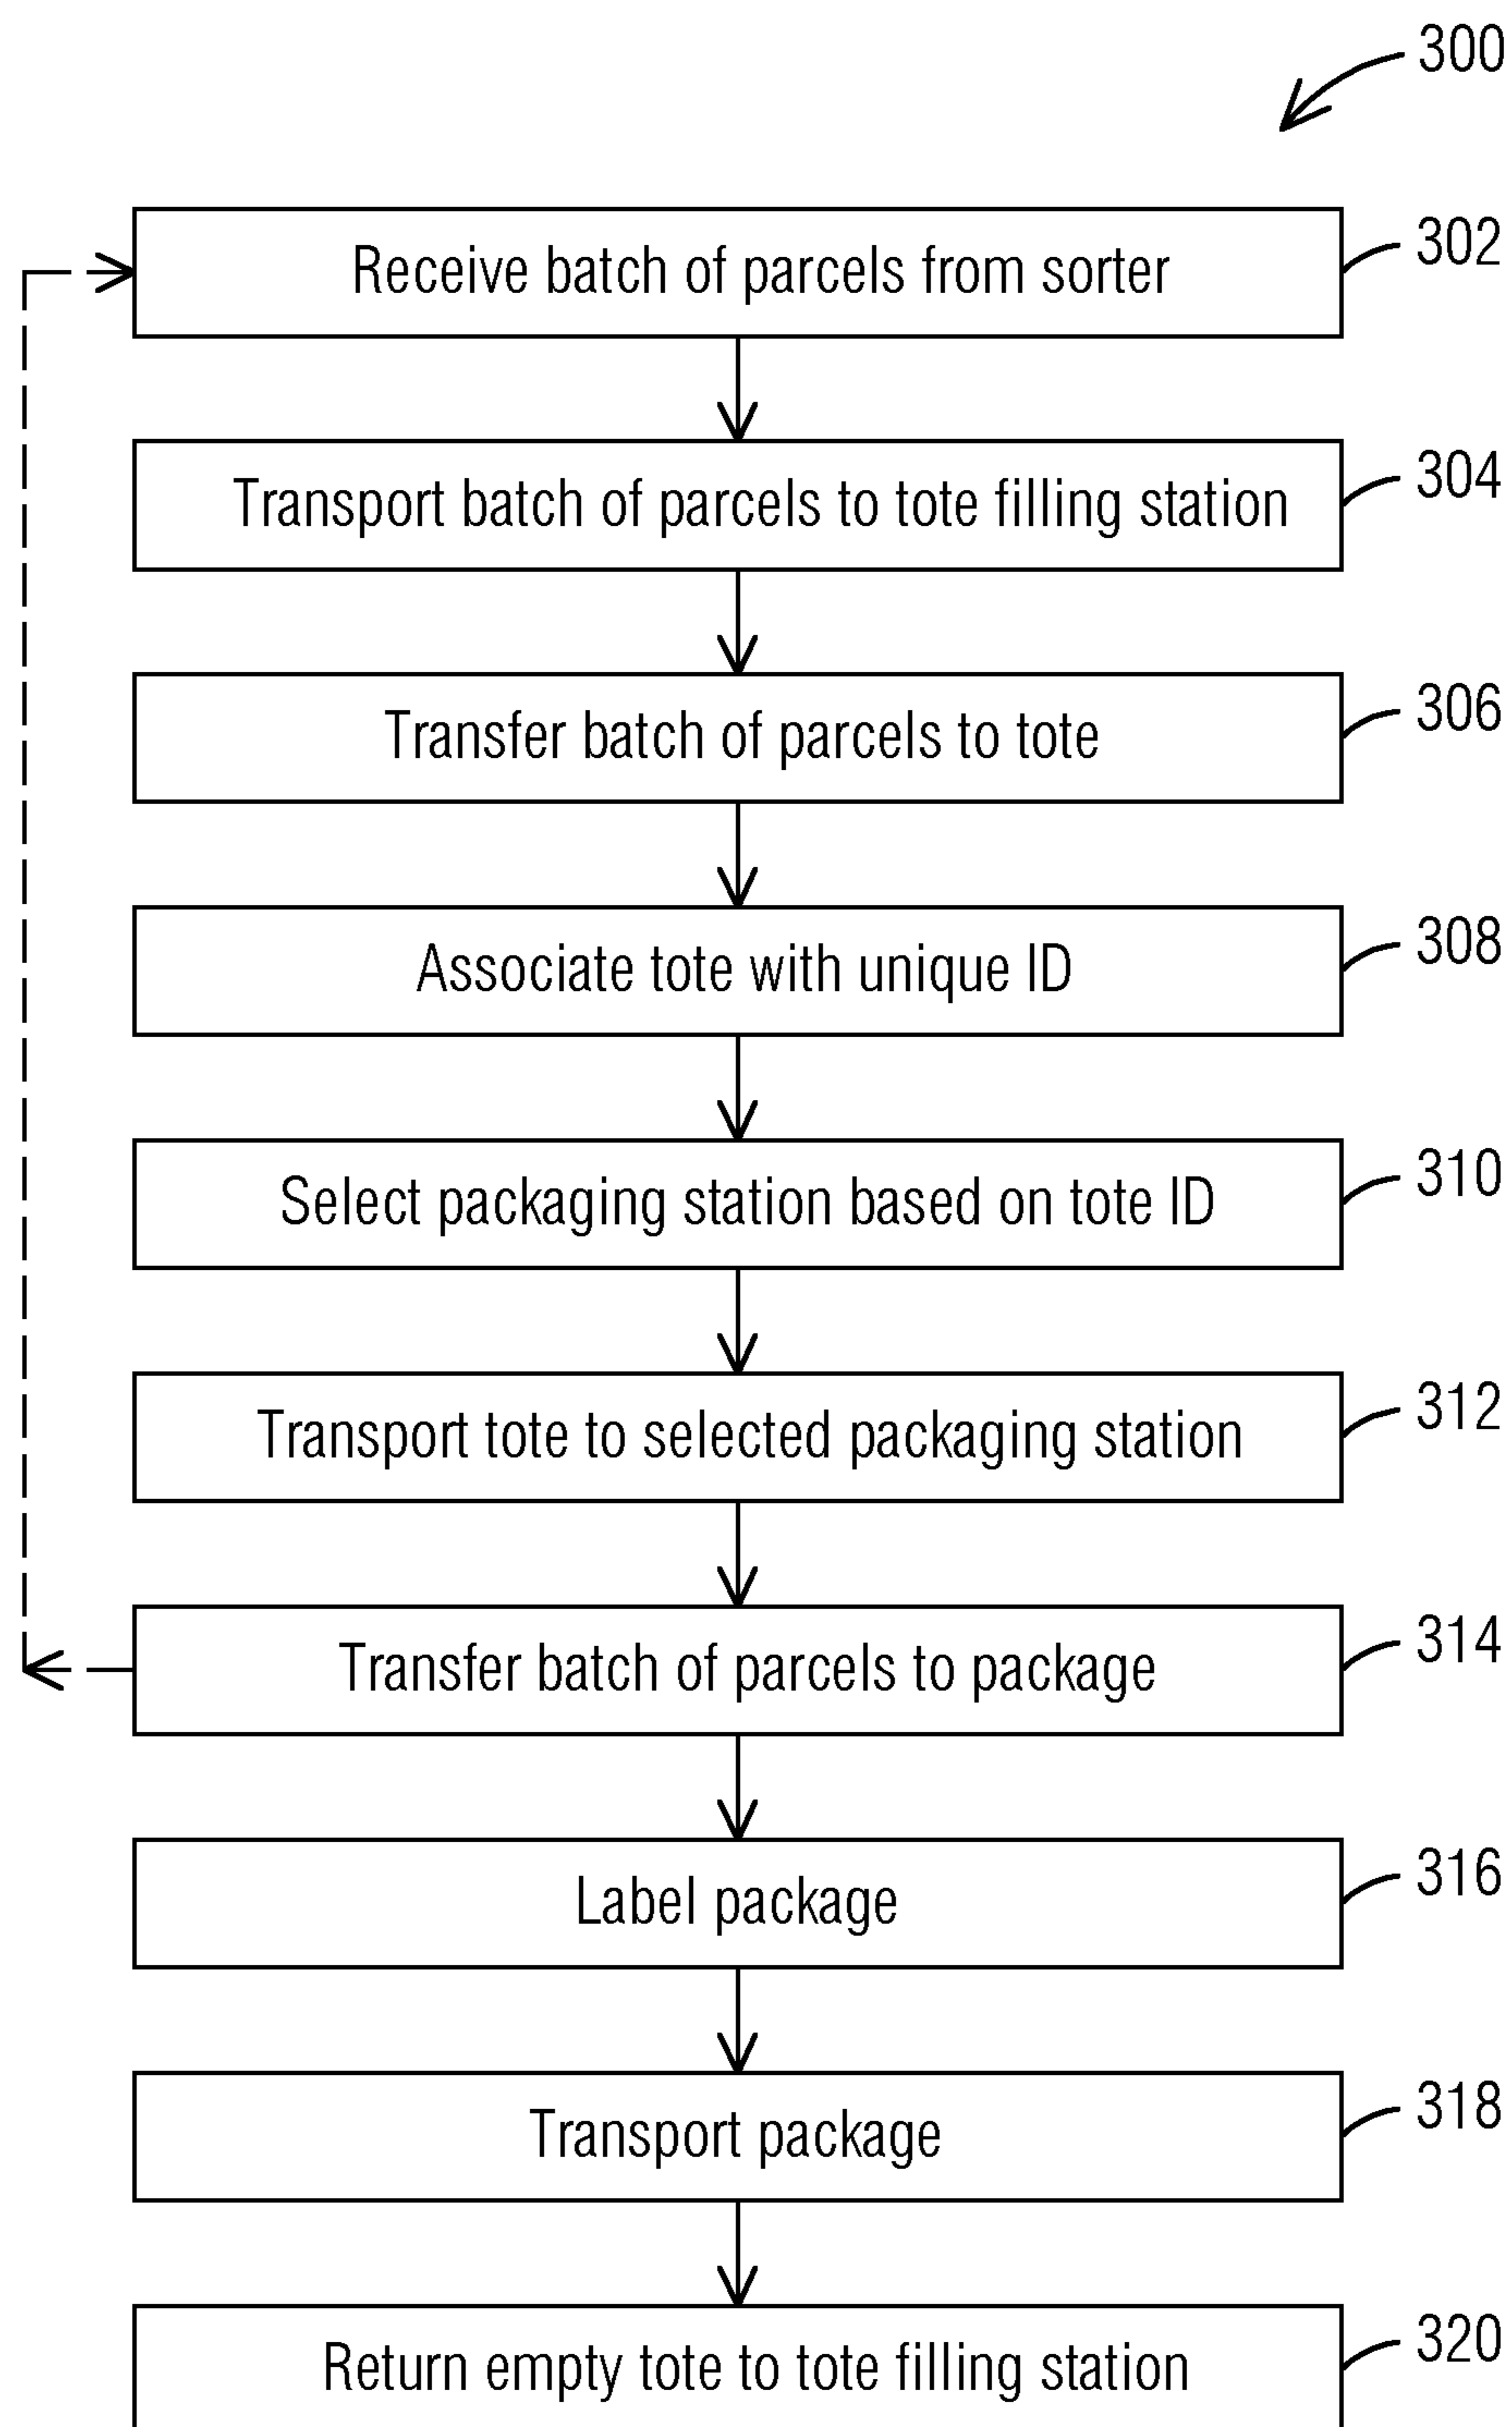 300
Receive batch of parcels from sorter 302
Transport batch of parcels to tote filling station 304
Transfer batch of parcels to tote 306
Associate tote with unique ID 308
Select packaging station based on tote ID 310
Transport tote to selected packaging station 312
Transfer batch of parcels to package 314
Label package 316
Transport package 318
Return empty tote to tote filling station 320